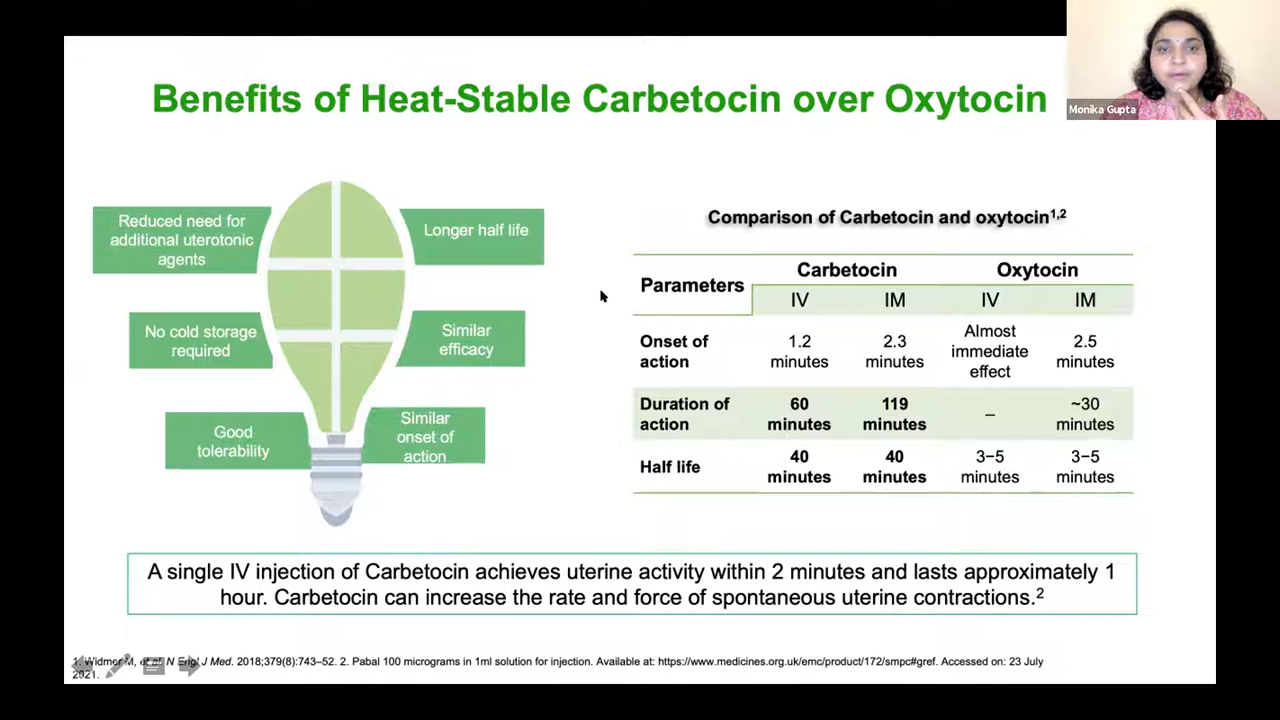 Benefits of Heat-Stable Carbetocin over Oxytocin
Monika Gupta
Reduced need for
additional uterotonic
agents
Longer half life
No cold storage
required
Similar
efficacy
Good
tolerability
Similar
onset of
action
Comparison of Carbetocin and oxytocin1,2
Parameters
Carbetocin
Oxytocin
IV
IM
IV
IM
Onset of
action
1.2
minutes
2.3
minutes
Almost
immediate
effect
2.5
minutes
Duration of
action
60
minutes
119
minutes
–
~30
minutes
Half life
40
minutes
40
minutes
3−5
minutes
3−5
minutes
A single IV injection of Carbetocin achieves uterine activity within 2 minutes and lasts approximately 1
hour. Carbetocin can increase the rate and force of spontaneous uterine contractions.2
1. Widmer M, et al. N Engl J Med. 2018;379(8):743–52. 2. Pabal 100 micrograms in 1ml solution for injection. Available at: https://www.medicines.org.uk/emc/product/172/smpc#gref. Accessed on: 23 July
2021.